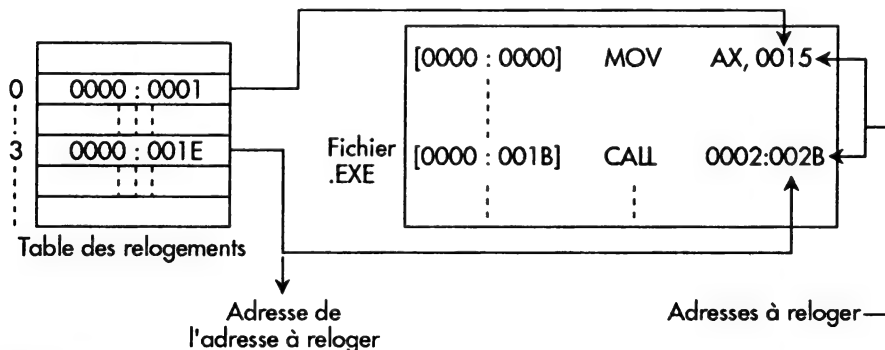 [0000 : 0000] MOV AX, 0015
0 0000 : 0001
3 0000 : 001E
Fichier .EXE
[0000 : 001B] CALL 0002:002B
Table des relogements
Adresse de
l'adresse à reloger
Adresses à reloger